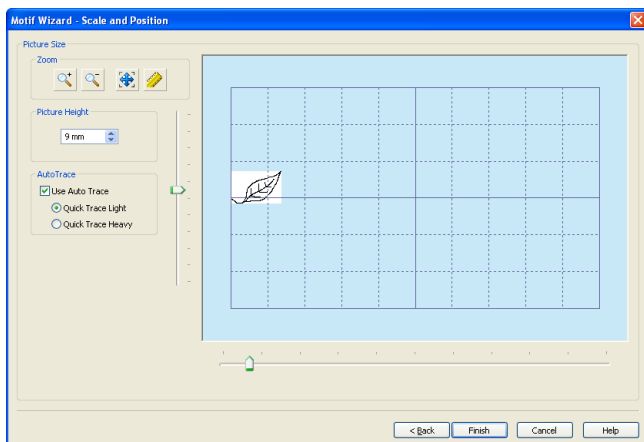 Motif Wizard - Scale and Position
Picture Size
Zoom
Picture Height
9 mm
AutoTrace
Use Auto Trace
Quick Trace Light
Quick Trace Heavy
< Back
Finish
Cancel
Help